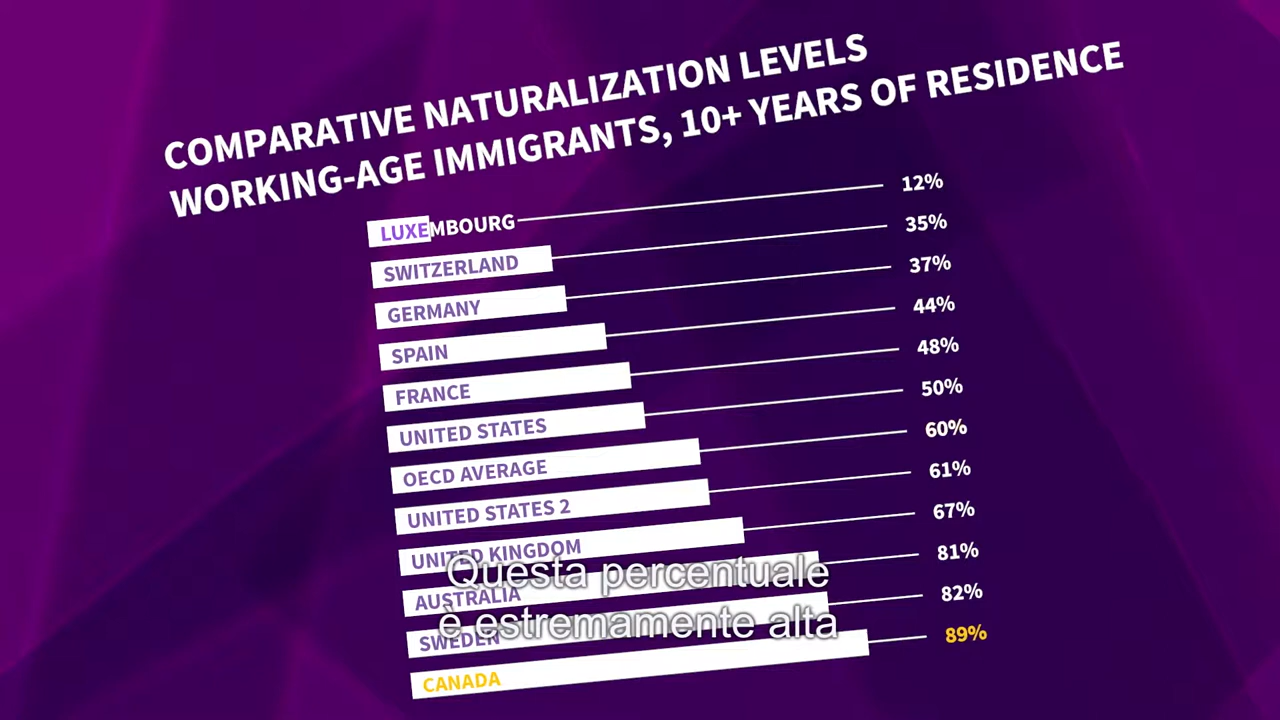 COMPARATIVE NATURALIZATION LEVELS
WORKING-AGE IMMIGRANTS, 10+ YEARS OF RESIDENCE
LUXEMBOURG 12%
SWITZERLAND 35%
GERMANY 37%
SPAIN 44%
FRANCE 48%
UNITED STATES 50%
OECD AVERAGE 60%
UNITED STATES 2 61%
UNITED KINGDOM 67%
AUSTRALIA 81%
SWEDEN 82%
CANADA 89%
Questa percentuale
è estremamente alta